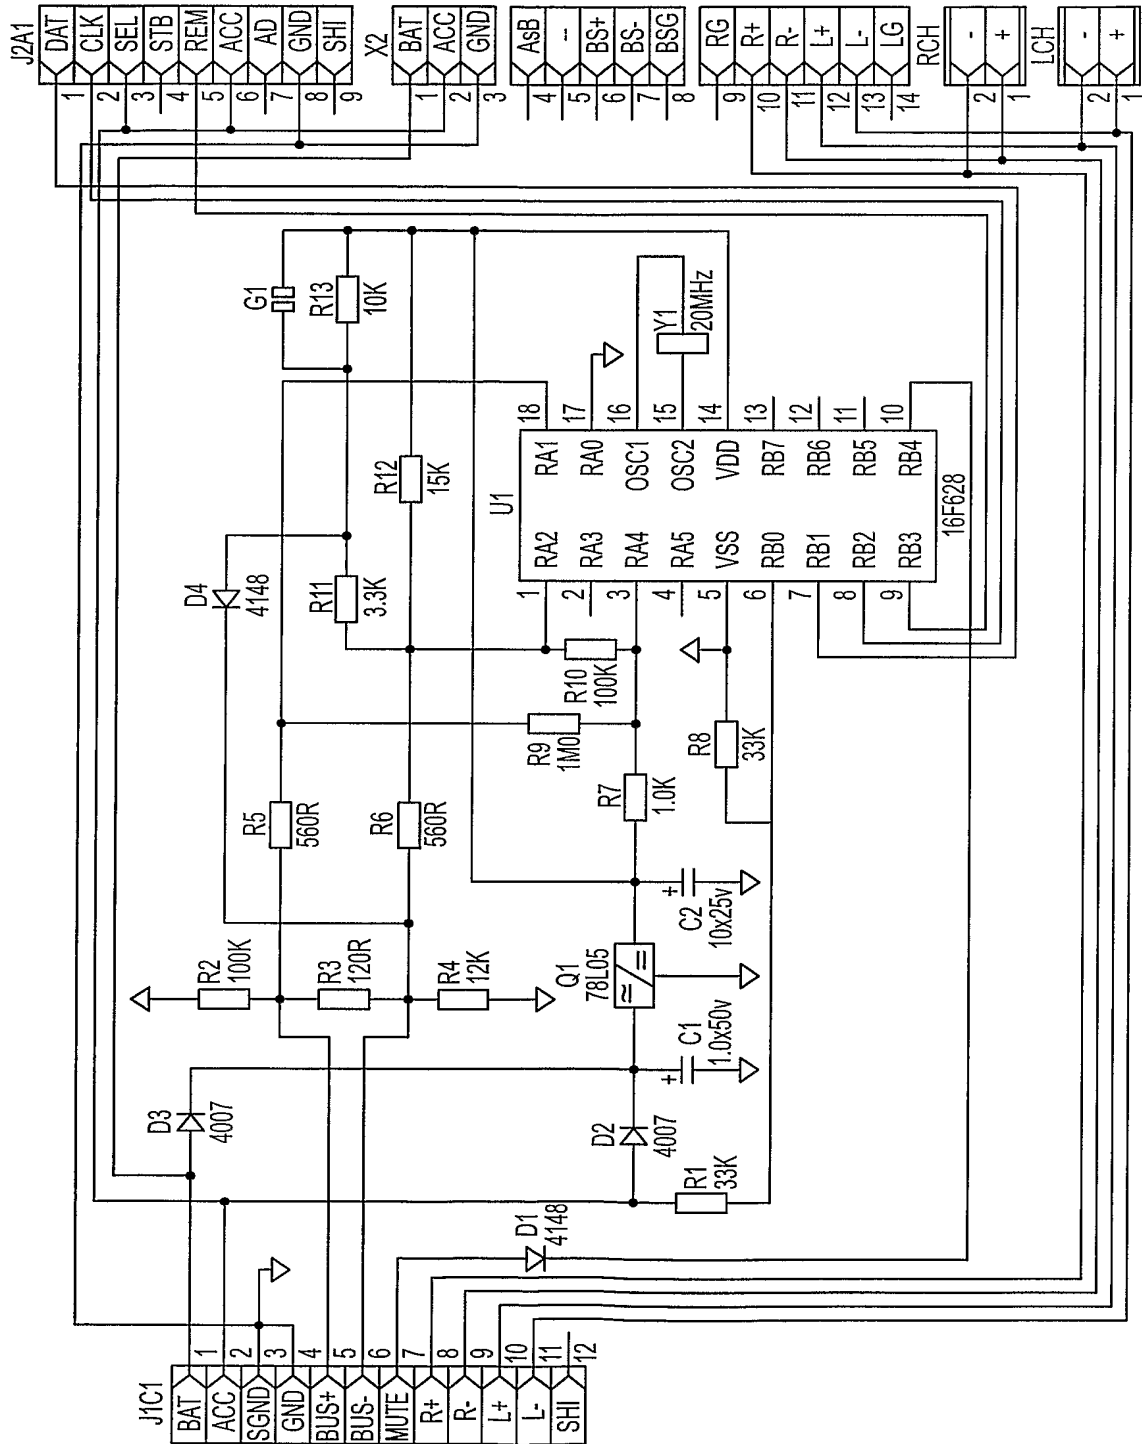 J2A1
DAT 1
CLK 2
SEL 3
STB 4
REM 5
ACC 6
AD 7
GND 8
SHI 9
X2
BAT 1
ACC 2
GND 3
AsB 4
-- 5
BS+ 6
BS- 7
BSG 8
RG 9
R+ 10
R- 11
L+ 12
L- 13
LG 14
RCH
- 2
+ 1
LCH
- 2
+ 1
G1
R13
10K
R12
15K
D4
4148
R11
3.3K
Y1
20MHz
U1
16F628
18 RA1
17 RA0
16 OSC1
15 OSC2
14 VDD
13 RB7
12 RB6
11 RB5
10 RB4
1 RA2
2 RA3
3 RA4
4 RA5
5 VSS
6 RB0
7 RB1
8 RB2
9 RB3
R10
100K
R9
1M0
R8
33K
R7
1.0K
R5
560R
R6
560R
R2
100K
R3
120R
R4
12K
Q1
78L05
+
C2
10x25v
+
C1
1.0x50v
D3
4007
D2
4007
R1
33K
D1
4148
J1C1
BAT 1
ACC 2
SGND 3
GND 4
BUS+ 5
BUS- 6
MUTE 7
R+ 8
R- 9
L+ 10
L- 11
SHI 12